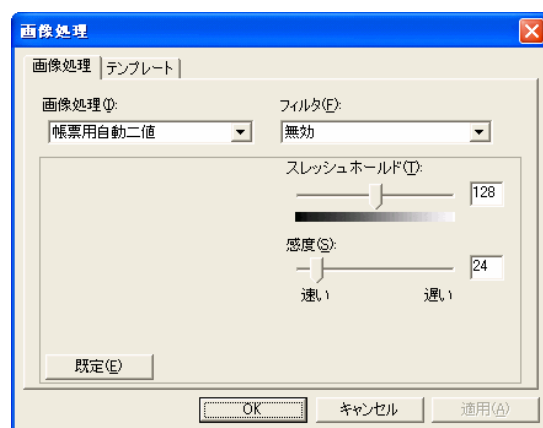 画像処理
画像処理 テンプレート
画像処理(I): フィルタ(F):
帳票用自動二値 無効
スレッシュホールド(T):
128
感度(S):
24
速い 遅い
既定(E)
OK キャンセル 適用(A)